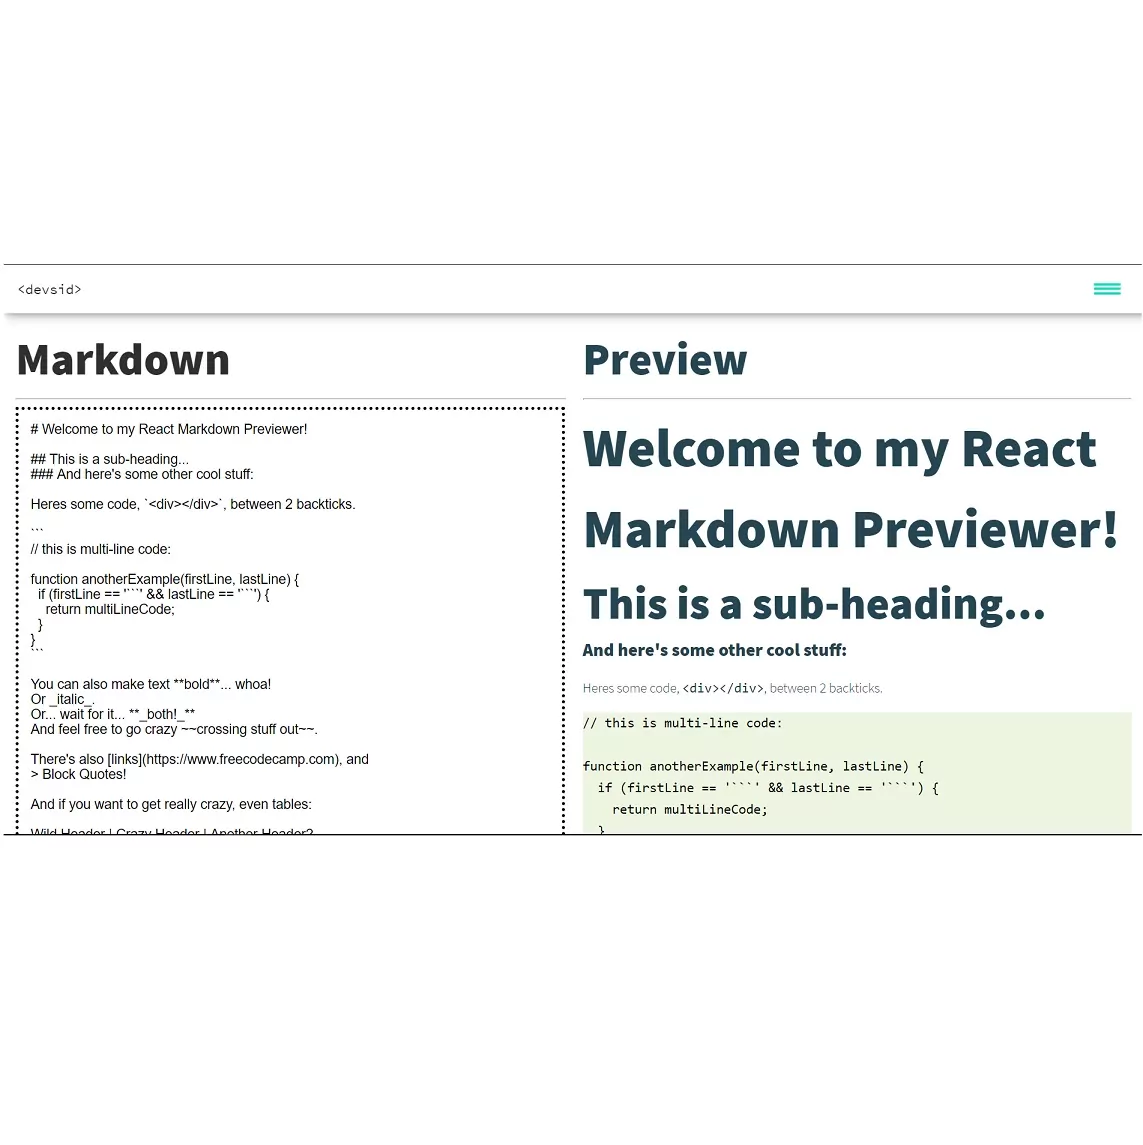 <devsid>
Markdown
# Welcome to my React Markdown Previewer!
## This is a sub-heading...
### And here's some other cool stuff:
Heres some code, `<div></div>`, between 2 backticks.
```
// this is multi-line code:
function anotherExample(firstLine, lastLine) {
  if (firstLine == '```' && lastLine == '```') {
    return multiLineCode;
  }
}
```
You can also make text **bold**... whoa!
Or _italic_.
Or... wait for it... **_both!_**
And feel free to go crazy ~~crossing stuff out~~.
There's also [links](https://www.freecodecamp.com), and
> Block Quotes!
And if you want to get really crazy, even tables:
Wild Header | Crazy Header | Another Header?
Preview
Welcome to my React
Markdown Previewer!
This is a sub-heading...
And here's some other cool stuff:
Heres some code, <div></div>, between 2 backticks.
// this is multi-line code:
function anotherExample(firstLine, lastLine) {
  if (firstLine == '```' && lastLine == '```') {
    return multiLineCode;
  }